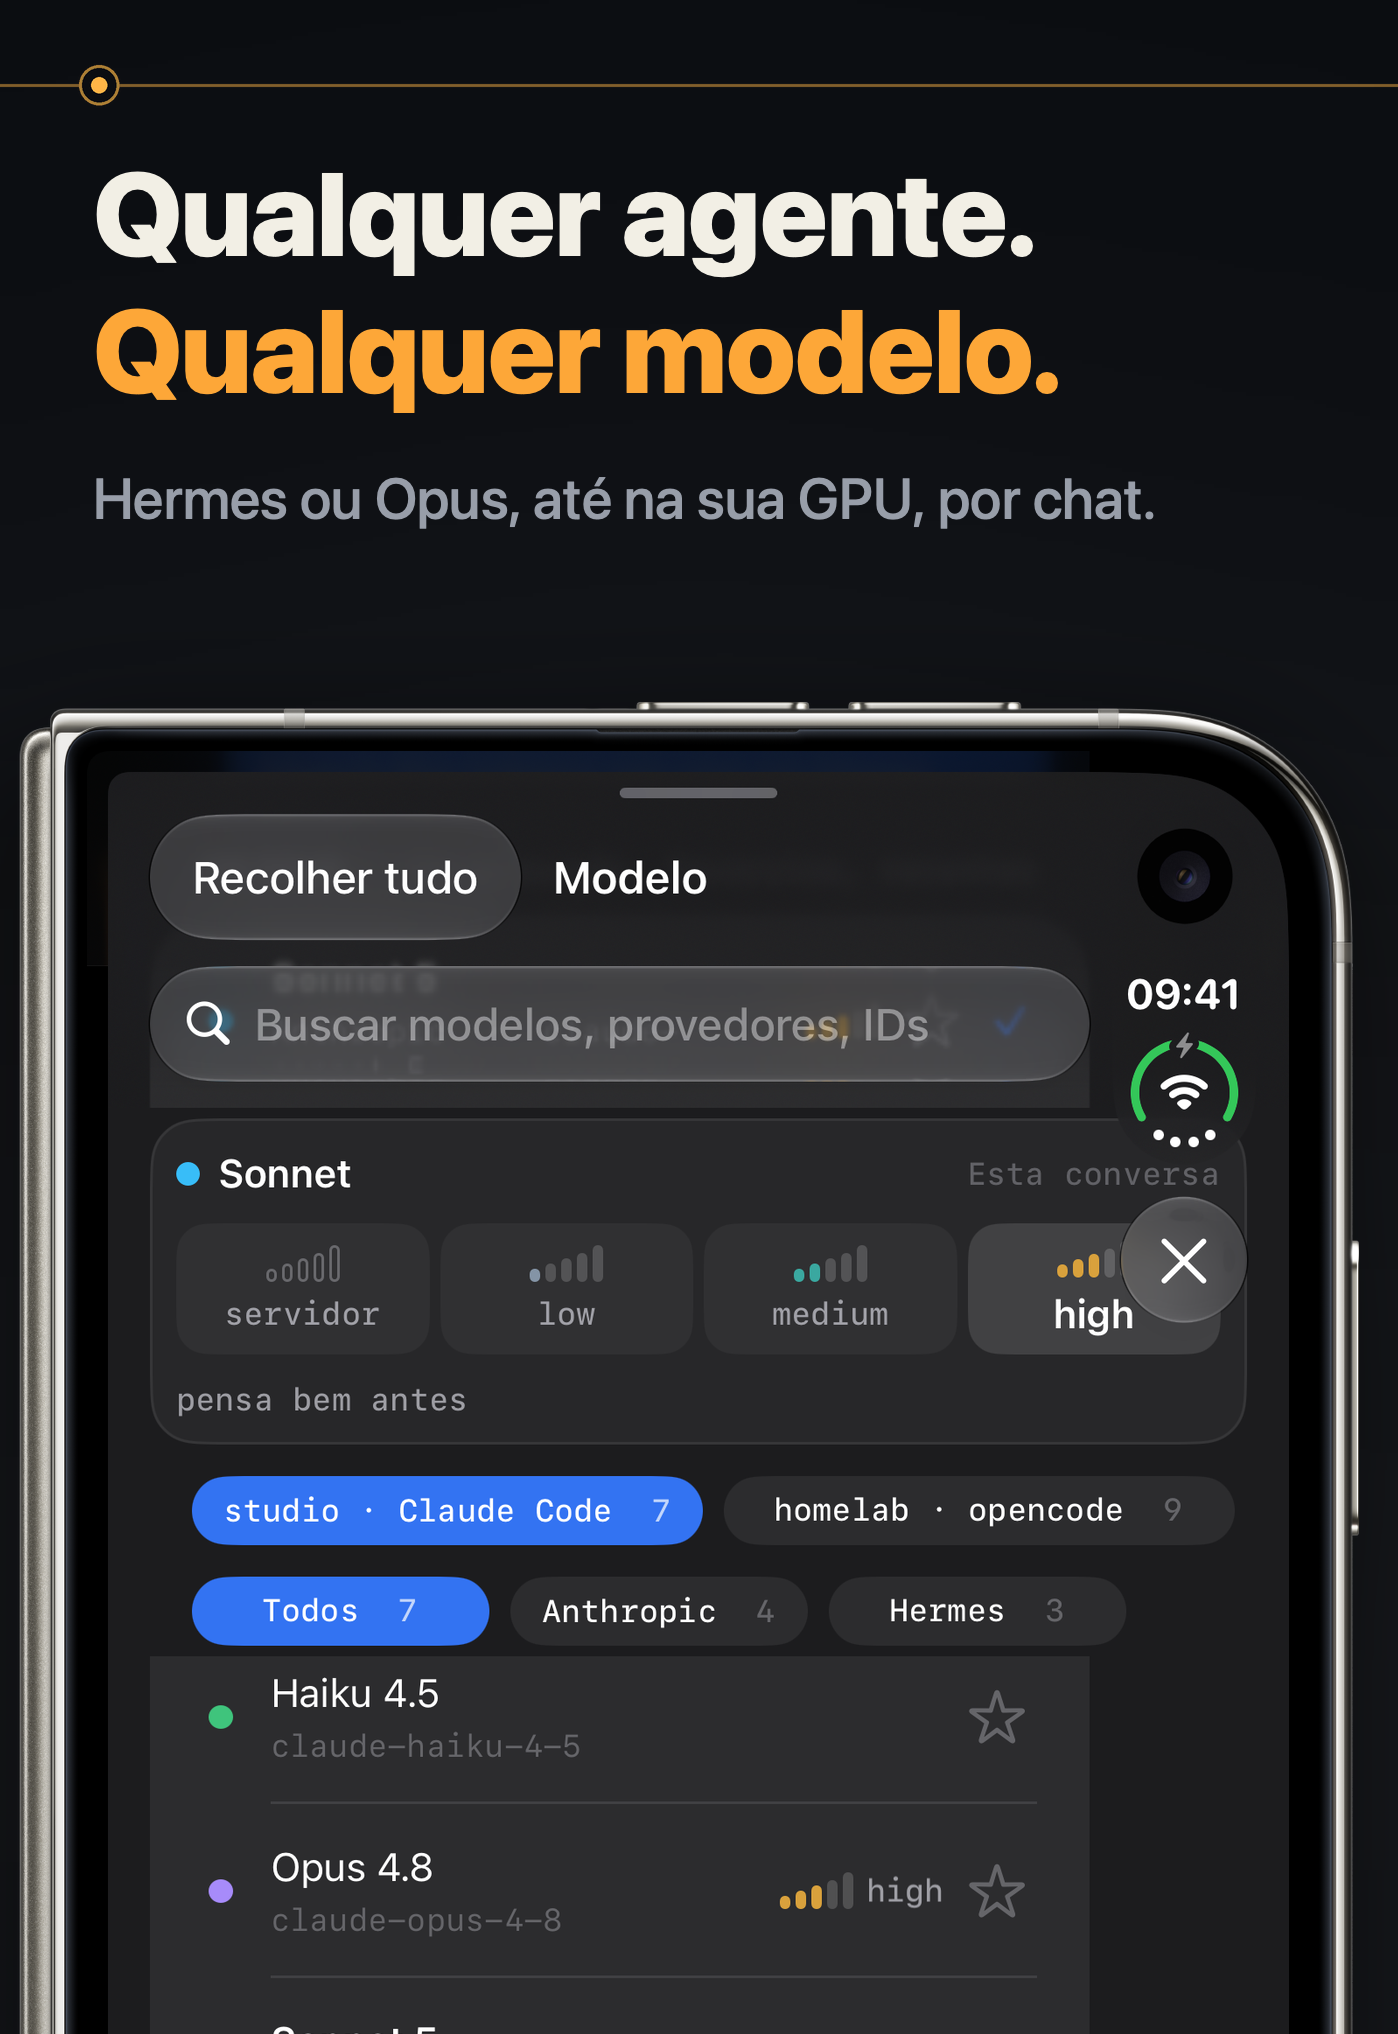 Qualquer agente.
Qualquer modelo.
Hermes ou Opus, até na sua GPU, por chat.
Recolher tudo
Modelo
Buscar modelos, provedores, IDs
09:41
Sonnet
Esta conversa
servidor
low
medium
high
pensa bem antes
studio · Claude Code 7
homelab · opencode 9
Todos 7
Anthropic 4
Hermes 3
Haiku 4.5
claude-haiku-4-5
Opus 4.8
high
claude-opus-4-8